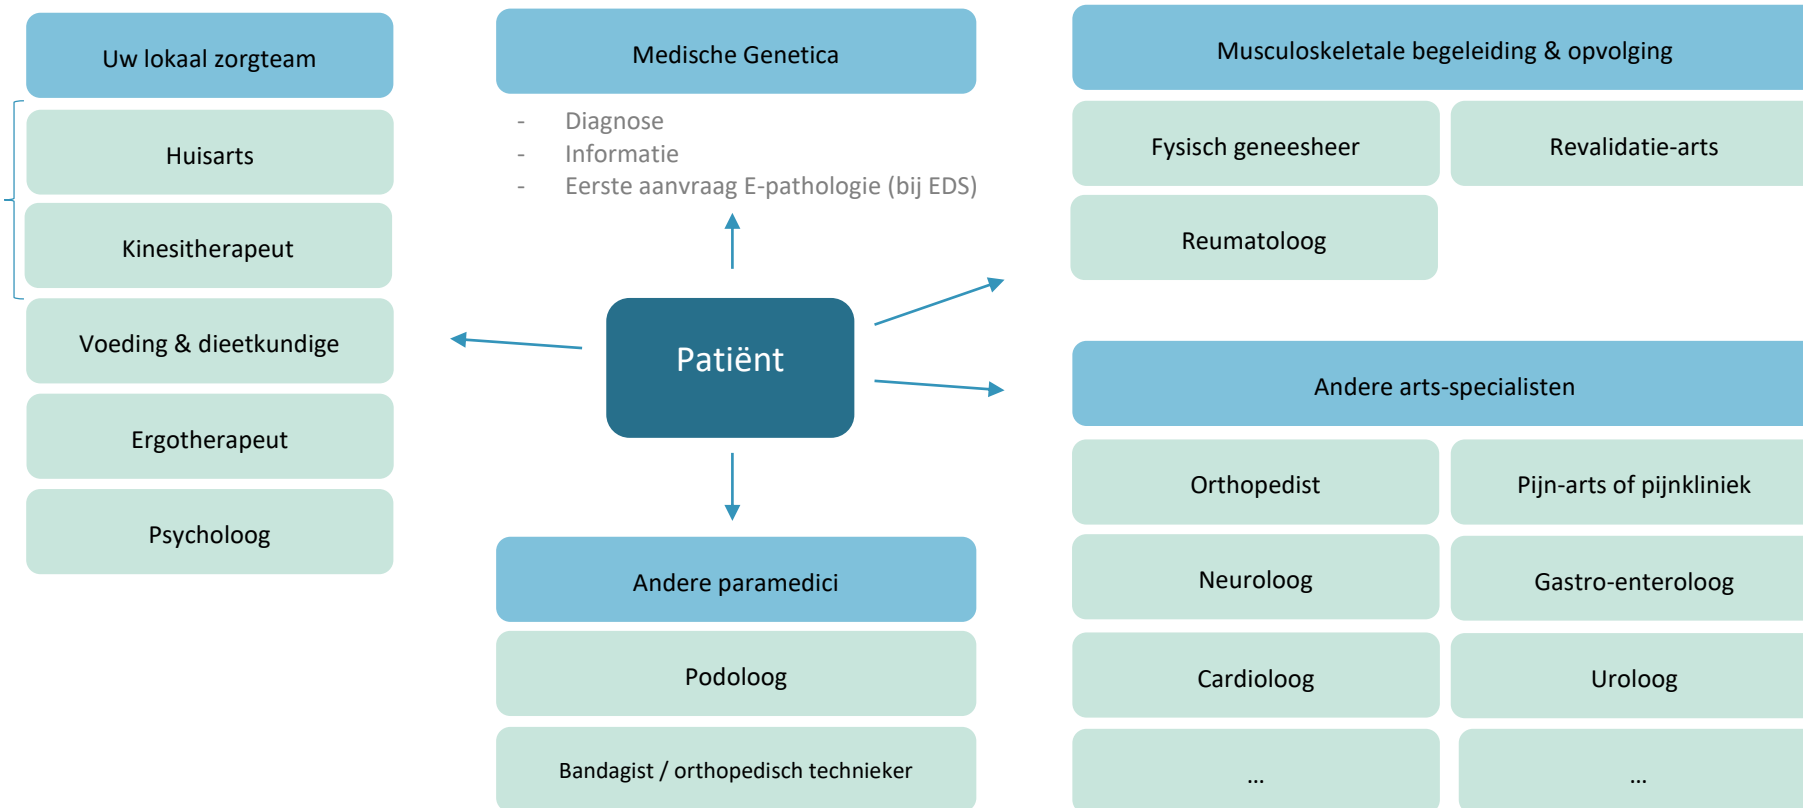 Uw lokaal zorgteam
Huisarts
Kinesitherapeut
Voeding & dieetkundige
Ergotherapeut
Psycholoog
Medische Genetica
- Diagnose
- Informatie
- Eerste aanvraag E-pathologie (bij EDS)
Patiënt
Andere paramedici
Podoloog
Bandagist / orthopedisch technieker
Musculoskeletale begeleiding & opvolging
Fysisch geneesheer
Revalidatie-arts
Reumatoloog
Andere arts-specialisten
Orthopedist
Pijn-arts of pijnkliniek
Neuroloog
Gastro-enteroloog
Cardioloog
Uroloog
...
...